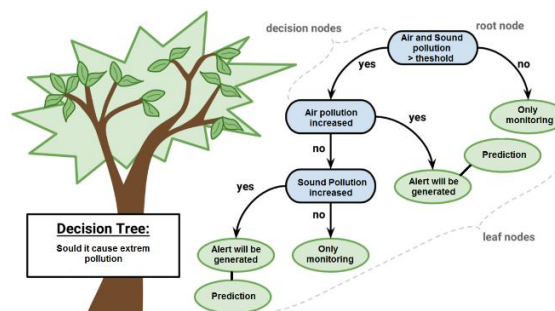 decision nodes
root node
Air and Sound
pollution
> theshold
yes
no
Air pollution
increased
yes
Only
monitoring
no
Prediction
Sound Pollution
increased
Alert will be
generated
yes
no
leaf nodes
Alert will be
generated
Only
monitoring
Prediction
Decision Tree:
Sould it cause extrem
pollution